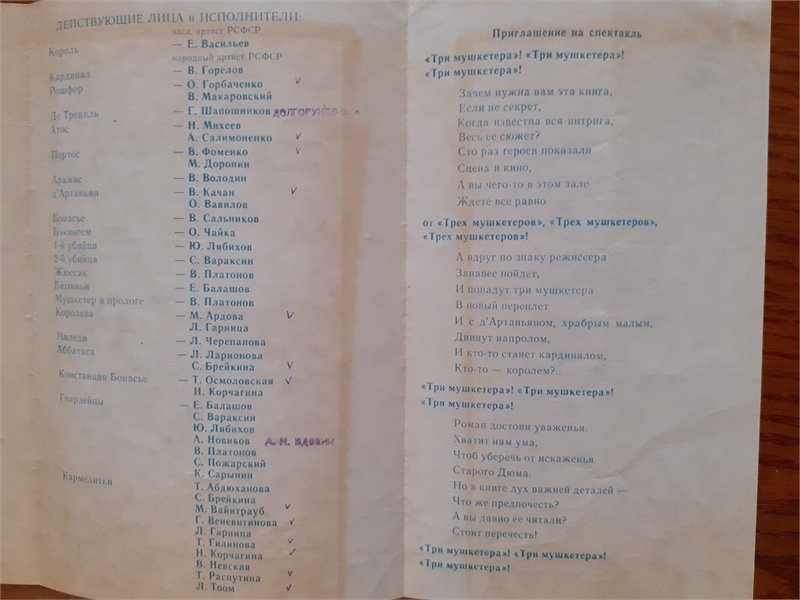 ДЕЙСТВУЮЩИЕ ЛИЦА и ИСПОЛНИТЕЛИ:
засл. артист РСФСР
Король — Е. Васильев
народный артист РСФСР
Кардинал — В. Горелов
Рошфор — О. Горбаченко
В. Макаровский
Де Тревиль — Г. Шапошников ДОЛГОРУКОВ
Атос — Н. Михеев
А. Салимоненко
Портос — В. Фоменко
М. Доронин
Арамис — В. Володин
д'Артаньян — В. Качан
О. Вавилов
Бонасье — В. Сальников
Бэкингем — О. Чайка
1-й убийца — Ю. Лябихов
2-й убийца — С. Вараксин
Жюссак — В. Платонов
Бюзиньи — Е. Балашов
Мушкетер в прологе — В. Платонов
Королева — М. Ардова
Л. Гарница
Миледи — Л. Черепанова
Аббатиса — Л. Ларионова
С. Брейкина
Констанция Бонасье — Т. Осмоловская
Н. Корчагина
Гвардейцы — Е. Балашов
С. Вараксин
Ю. Лябихов
А. Новиков А. И. ВДОВИН
В. Платонов
С. Пожарский
К. Сарынин
Кармелитки Т. Абдюханова
С. Брейкина
М. Вайнтрауб
Г. Веневитинова
Л. Гарница
Т. Гилинова
Н. Корчагина
В. Невская
Т. Распутина
Л. Тоом
Приглашение на спектакль
«Три мушкетера»! «Три мушкетера»!
«Три мушкетера»!
Зачем нужна вам эта книга,
Если не секрет,
Когда известна вся интрига,
Весь ее сюжет?
Сто раз героев показали
Сцена и кино,
А вы чего-то в этом зале
Ждете все равно
от «Трех мушкетеров», «Трех мушкетеров»,
«Трех мушкетеров»!
А вдруг по знаку режиссера
Занавес пойдет,
И попадут три мушкетера
В новый переплет
И с д'Артаньяном, храбрым малым,
Двинут напролом,
И кто-то станет кардиналом,
Кто-то — королем?..
«Три мушкетера»! «Три мушкетера»!
«Три мушкетера»!
Роман достоин уваженья.
Хватит нам ума,
Чтоб уберечь от искаженья
Старого Дюма.
Но в книге дух важней деталей —
Что же предпочесть?
А вы давно ее читали?
Стоит перечесть!
«Три мушкетера»! «Три мушкетера»!
«Три мушкетера»!